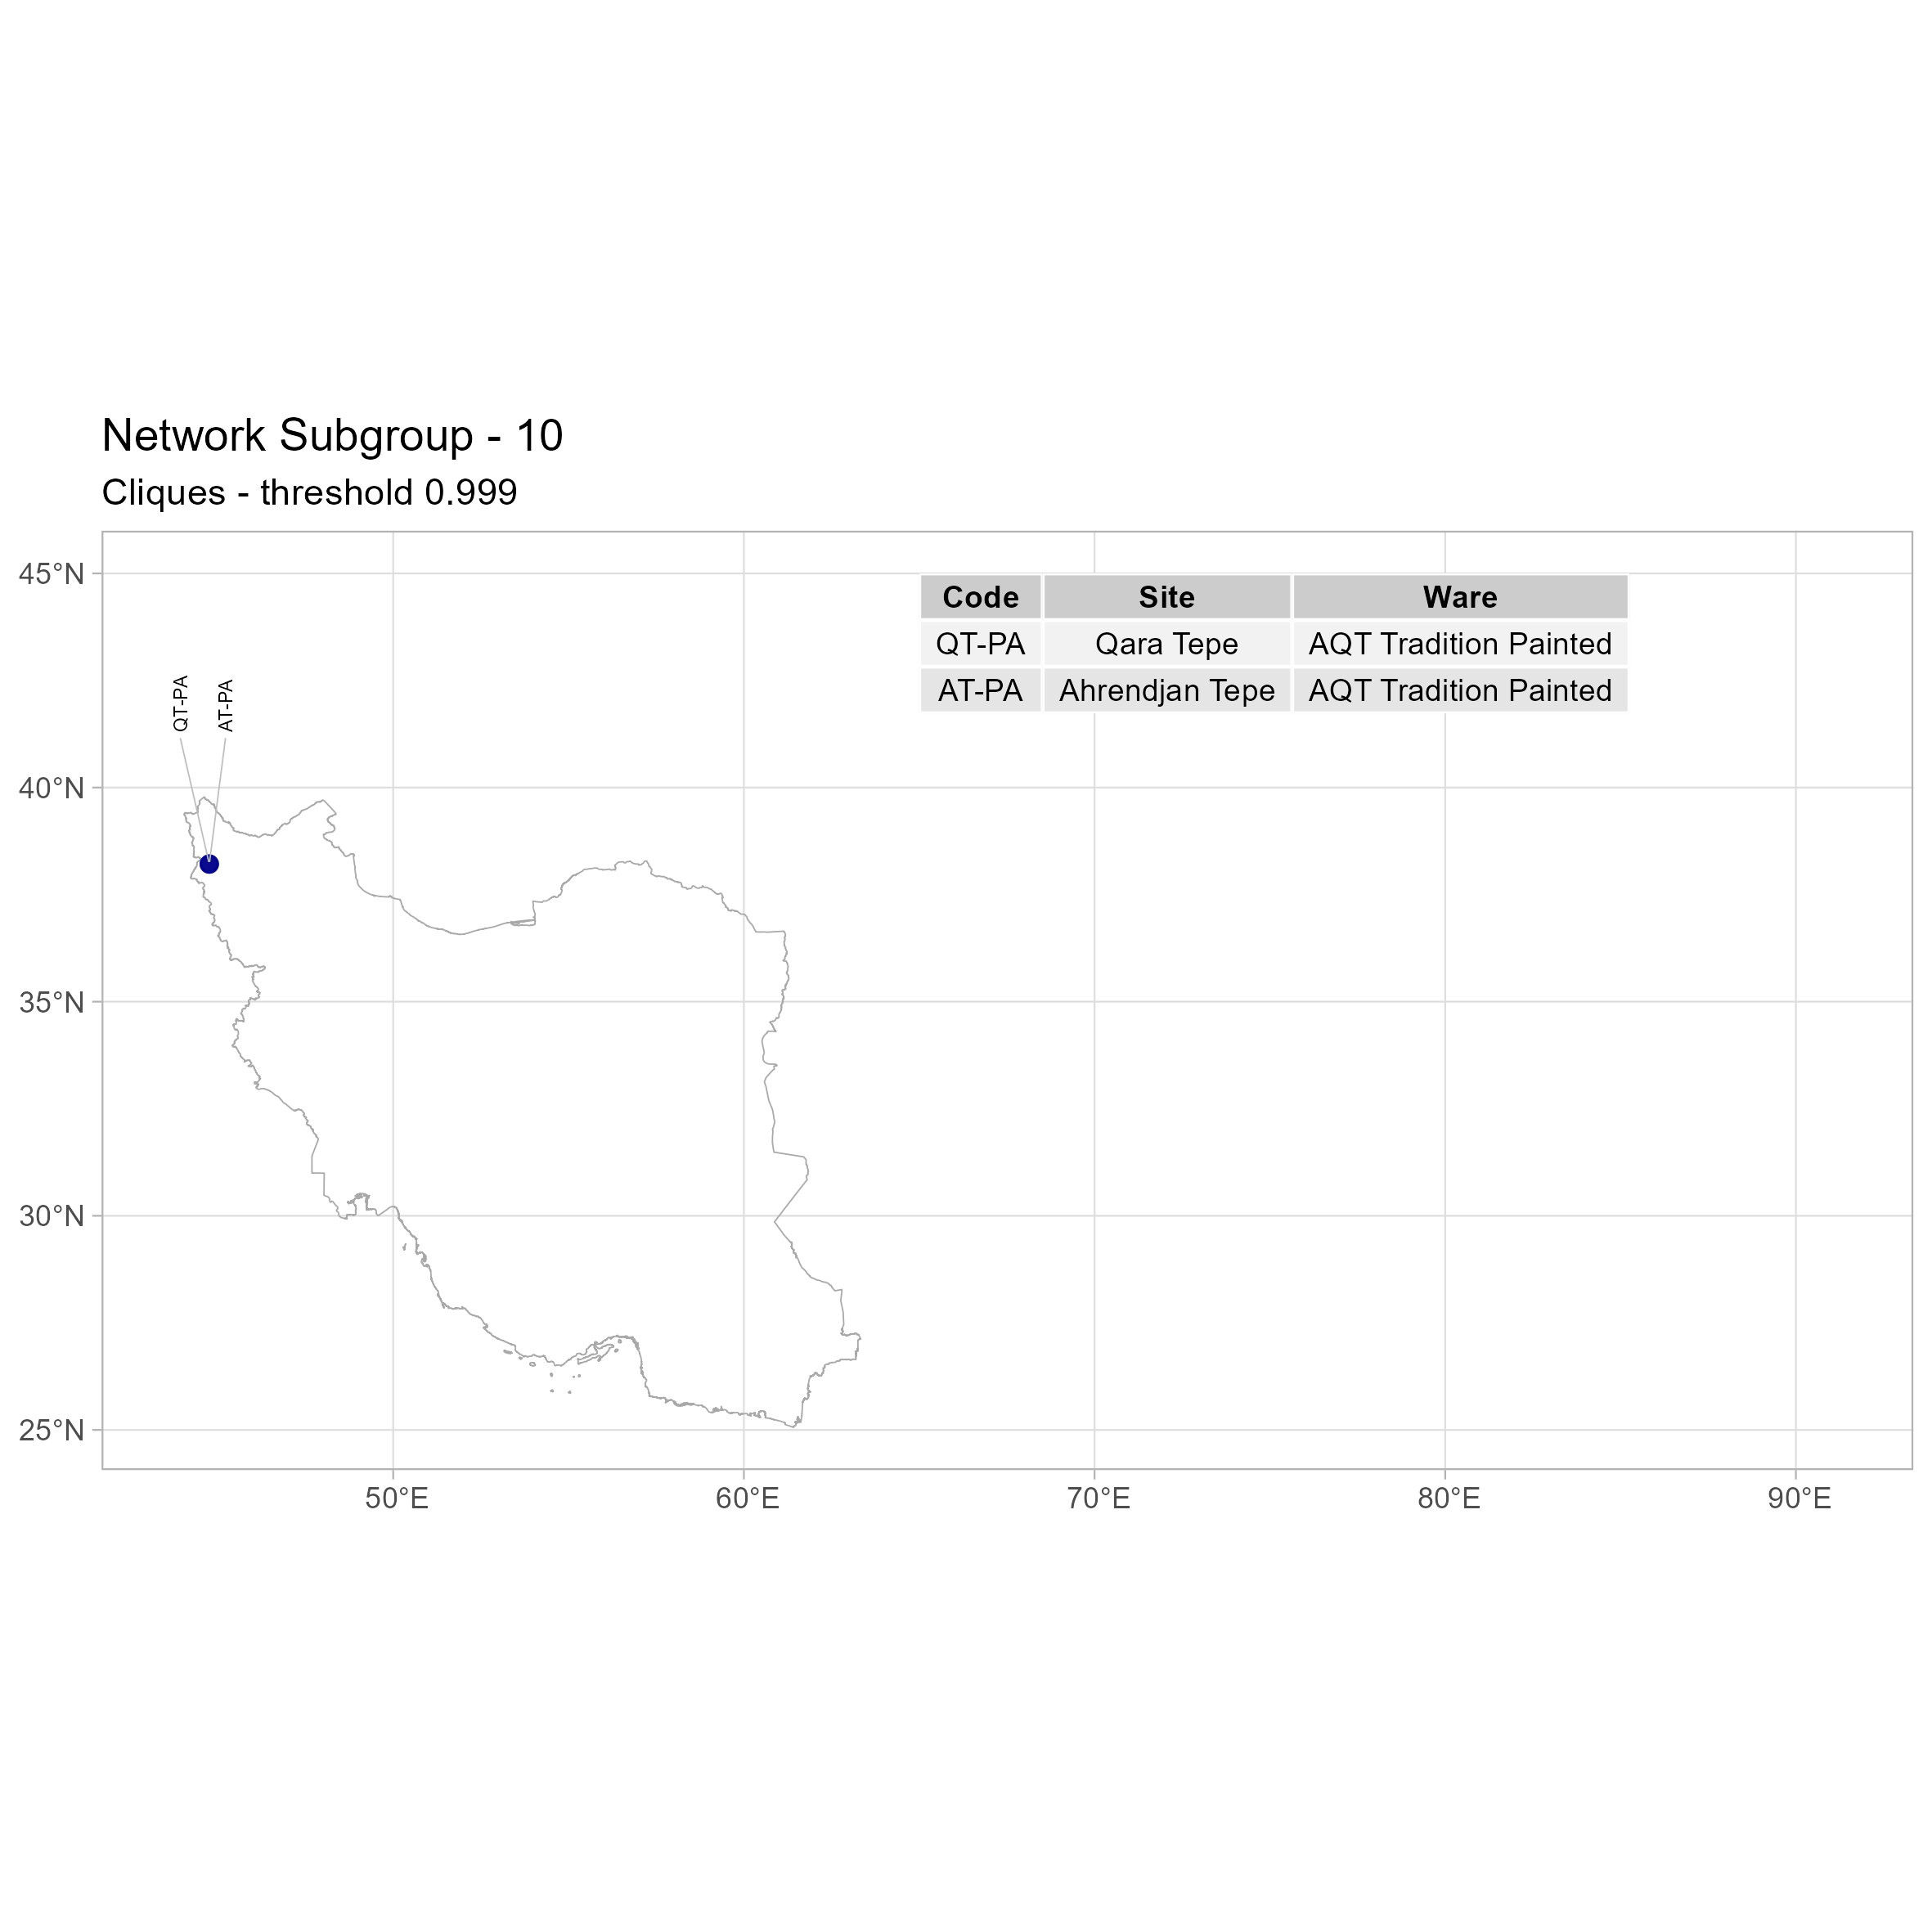 Network Subgroup - 10
Cliques - threshold 0.999
45°N
40°N
35°N
30°N
25°N
QT-PA
AT-PA
Code Site Ware
QT-PA Qara Tepe AQT Tradition Painted
AT-PA Ahrendjan Tepe AQT Tradition Painted
50°E 60°E 70°E 80°E 90°E